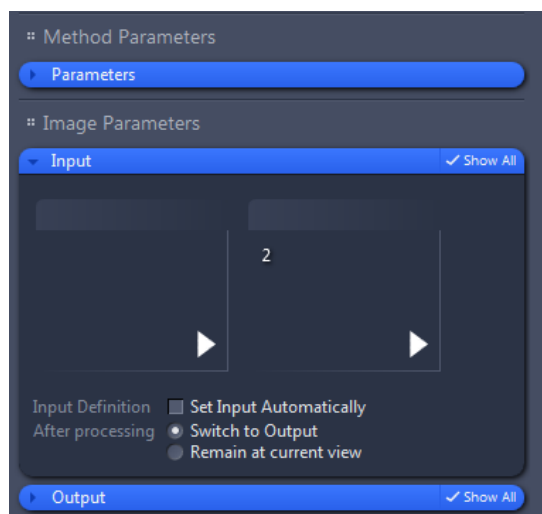 Method Parameters
Parameters
Image Parameters
Input
Show All
2
Input Definition Set Input Automatically
After processing Switch to Output
Remain at current view
Output
Show All